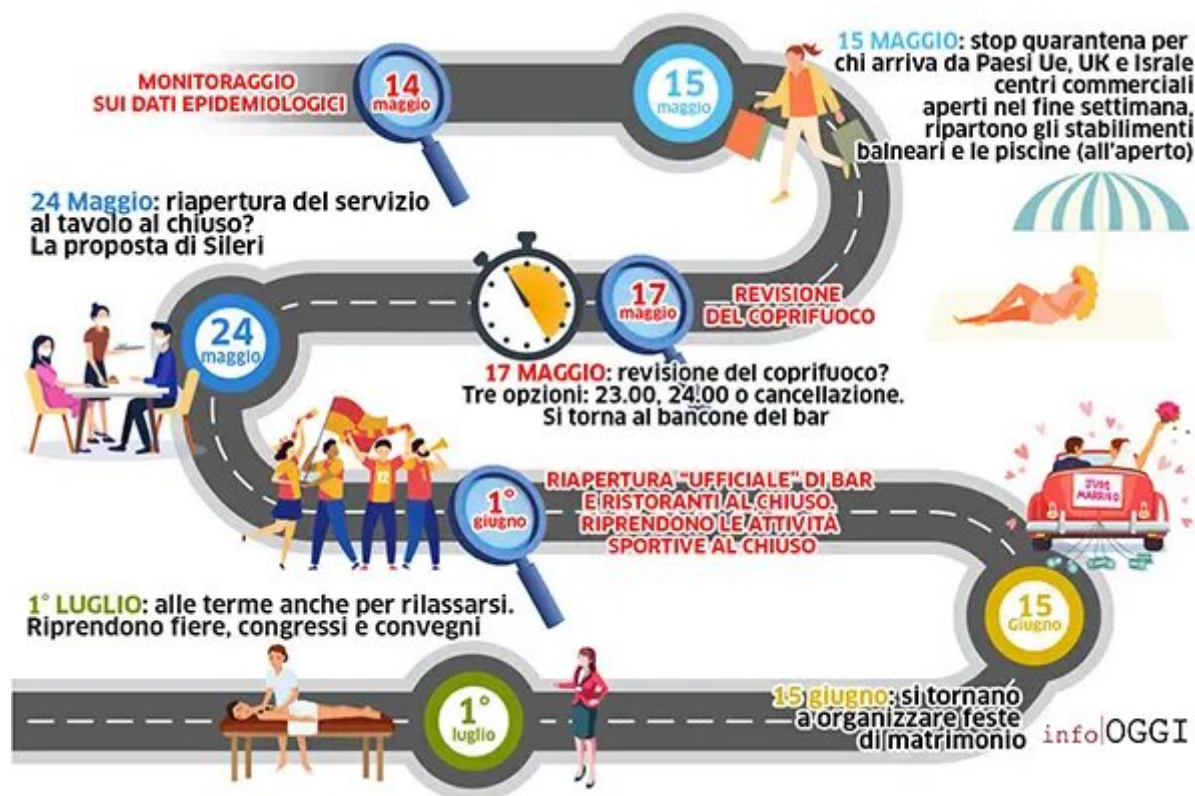 MONITORAGGIO
SUI DATI EPIDEMIOLOGICI
14
maggio
15
maggio
15 MAGGIO: stop quarantena per
chi arriva da Paesi Ue, UK e Israle
centri commerciali
aperti nel fine settimana,
ripartono gli stabilimenti
balneari e le piscine (all'aperto)
24 Maggio: riapertura del servizio
al tavolo al chiuso?
La proposta di Sileri
24
maggio
17
maggio
REVISIONE
DEL COPRIFUOCO
17 MAGGIO: revisione del coprifuoco?
Tre opzioni: 23.00, 24.00 o cancellazione.
Si torna al bancone del bar
12
1°
giugno
RIAPERTURA "UFFICIALE" DI BAR
E RISTORANTI AL CHIUSO.
RIPRENDONO LE ATTIVITÀ
SPORTIVE AL CHIUSO
JUST
MARRIED
15
Giugno
15 giugno: si tornano
a organizzare feste
di matrimonio
1° LUGLIO: alle terme anche per rilassarsi.
Riprendono fiere, congressi e convegni
1°
luglio
info|OGGI